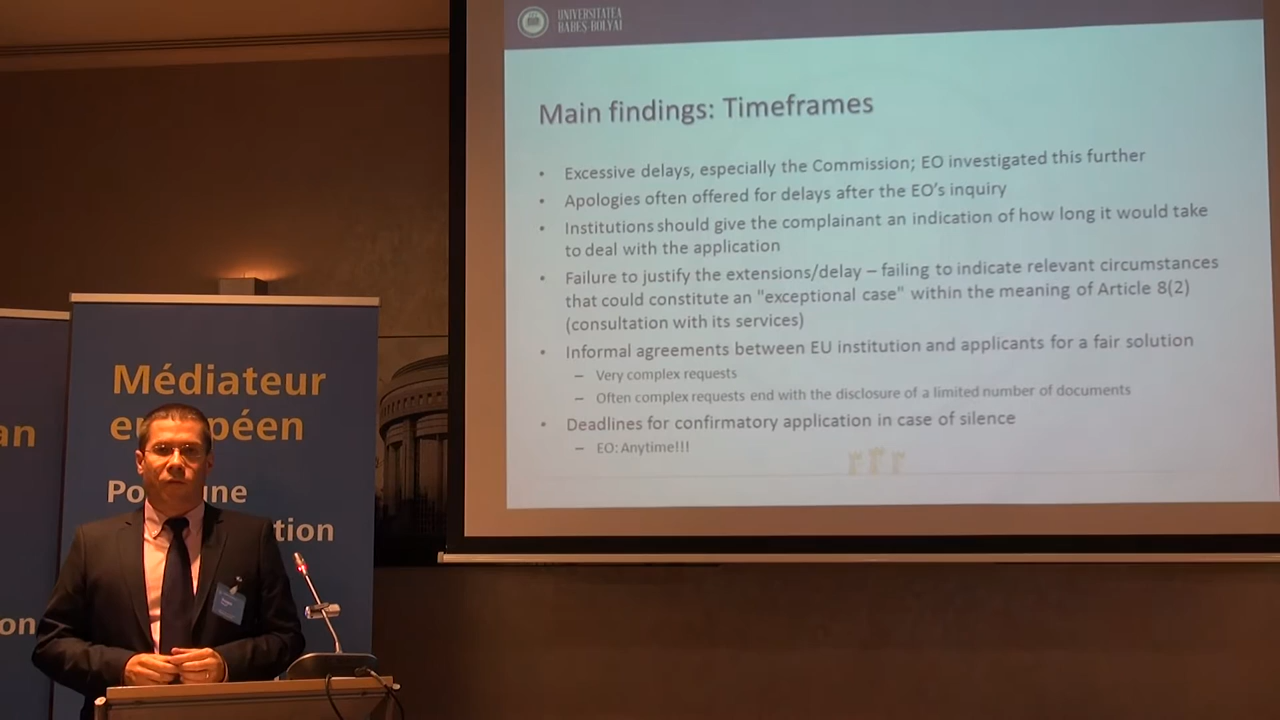 UNIVERSITATEA
BABEȘ-BOLYAI
Main findings: Timeframes
• Excessive delays, especially the Commission; EO investigated this further
• Apologies often offered for delays after the EO's inquiry
• Institutions should give the complainant an indication of how long it would take
to deal with the application
• Failure to justify the extensions/delay – failing to indicate relevant circumstances
that could constitute an "exceptional case" within the meaning of Article 8(2)
(consultation with its services)
• Informal agreements between EU institution and applicants for a fair solution
– Very complex requests
– Often complex requests end with the disclosure of a limited number of documents
• Deadlines for confirmatory application in case of silence
– EO: Anytime!!!
Médiateur
européen
Po une
tion
an
on